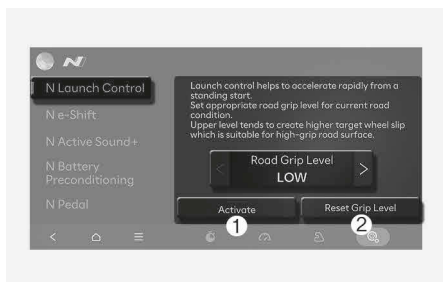 N
N Launch Control
N e-Shift
N Active Sound+
N Battery
Preconditioning
N Pedal
Launch control helps to accelerate rapidly from a
standing start.
Set appropriate road grip level for current road
condition.
Upper level tends to create higher target wheel slip
which is suitable for high-grip road surface.
Road Grip Level
< LOW >
Activate
Reset Grip Level
1
2